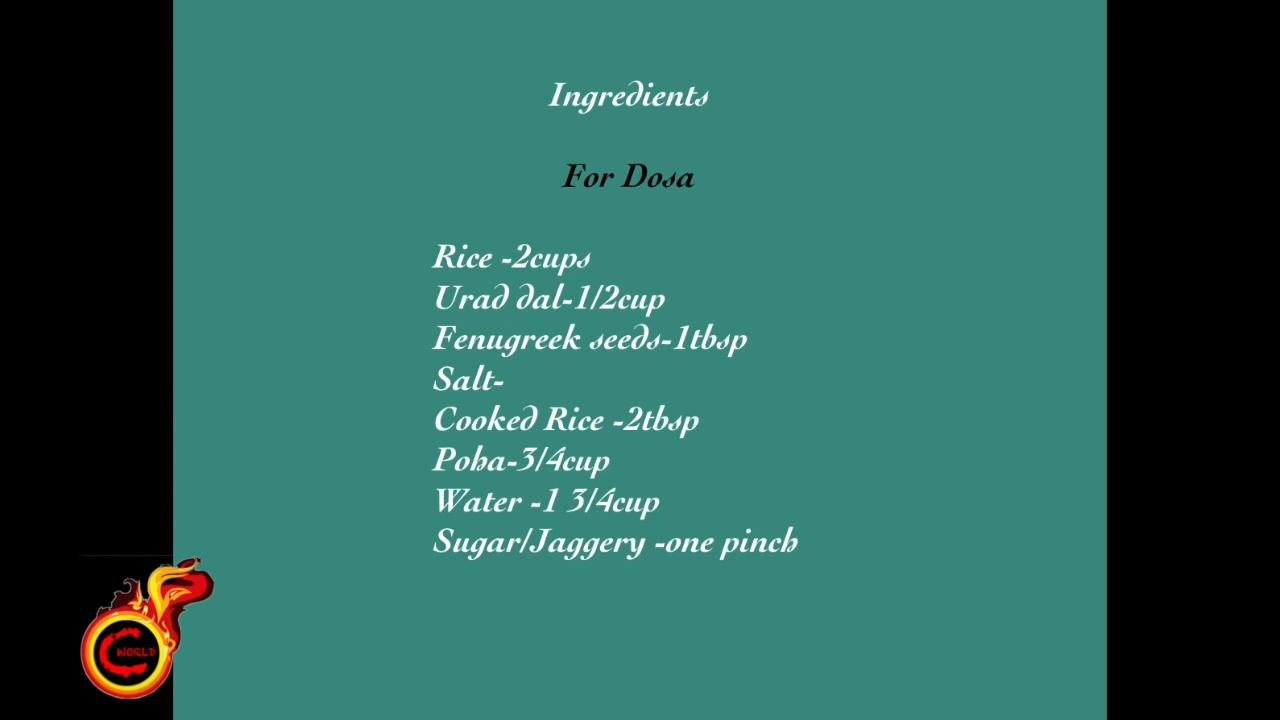 Ingredients
For Dosa
Rice -2cups
Urad dal-1/2cup
Fenugreek seeds-1tbsp
Salt-
Cooked Rice -2tbsp
Poha-3/4cup
Water -1 3/4cup
Sugar/Jaggery -one pinch
C WORLD